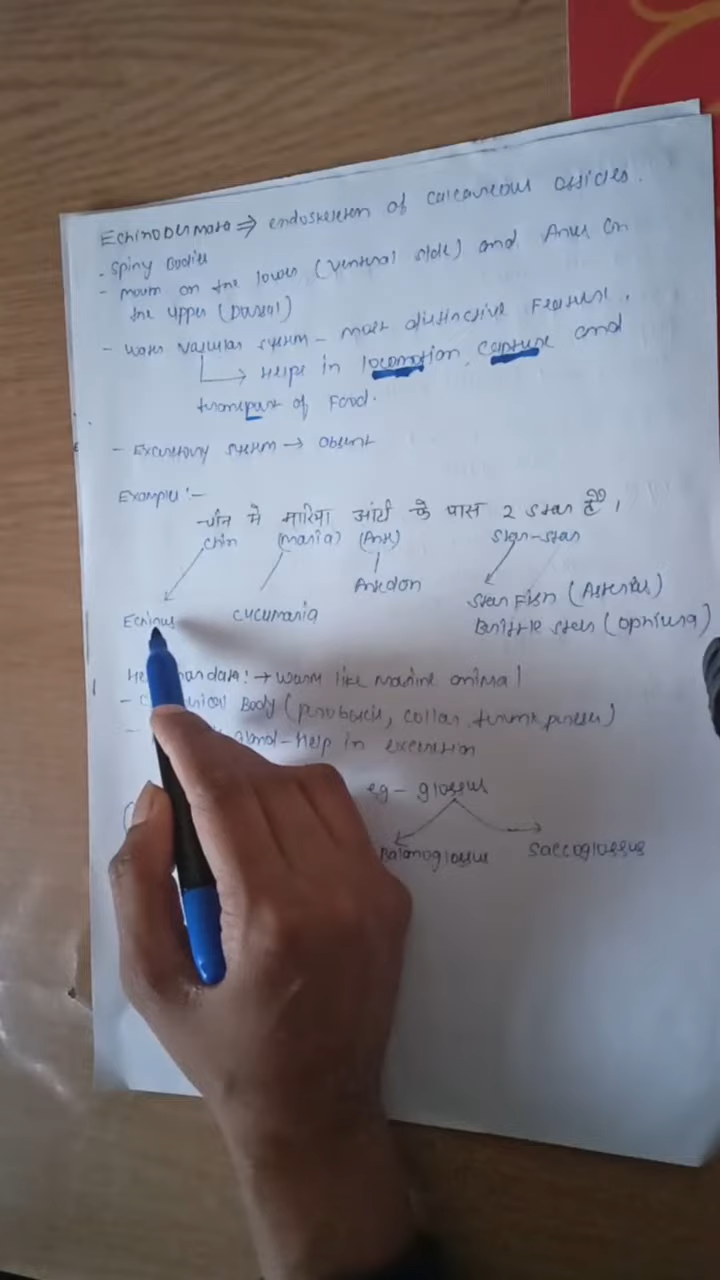 Echinodermata ⇒ endoskeleton of calcareous ossicles.
- Spiny Bodies
- mouth on the lower (ventral side) and Anus on
the upper (Dorsal)
- water vascular system - most distinctive Feature.
→ Helps in locomotion, capture and
transport of Food.
- Excretory system → absent
Example :-
चीन में मारिया आंटी के पास 2 star है।
chin (maria) (Ant) star-star
Antedon
Echinus cucumaria Star Fish (Asterias)
Brittle star (ophiura)
: → worm like marine animal
Body (proboscis, collar, trunk
gland - Help in excretion
eg - glossus
Balanoglossus Saccoglossus